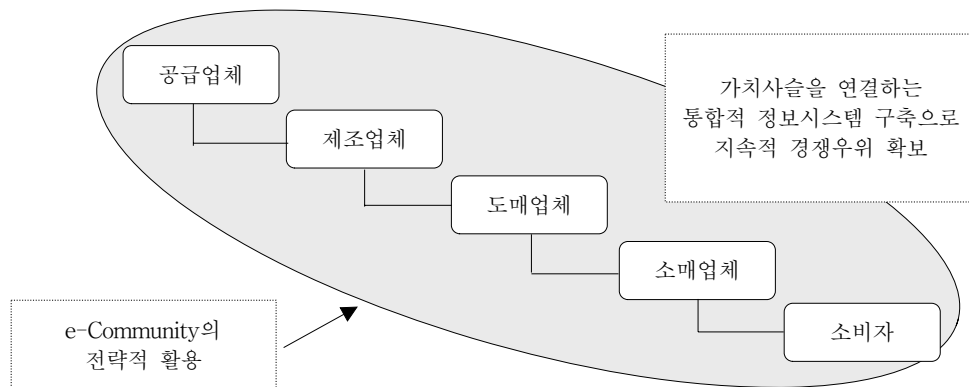 공급업체
가치사슬을 연결하는
통합적 정보시스템 구축으로
지속적 경쟁우위 확보
제조업체
도매업체
소매업체
e-Community의
전략적 활용
소비자